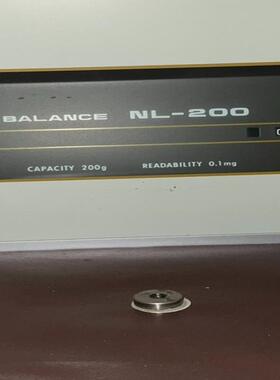 BALANCE NL-200
CAPACITY 200g READABILITY 0.1mg